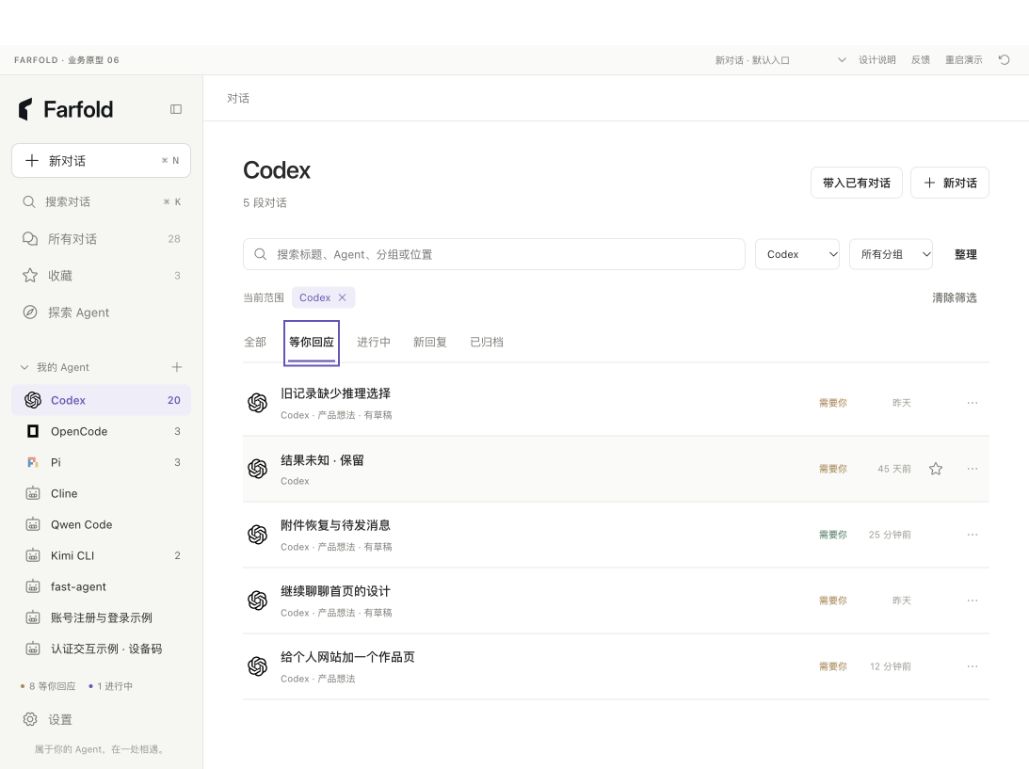 FARFOLD · 业务原型 06
新对话 · 默认入口
设计说明
反馈
重启演示
Farfold
新对话
⌘ N
搜索对话
⌘ K
所有对话
28
收藏
3
探索 Agent
我的 Agent
Codex
20
OpenCode
3
Pi
3
Cline
Qwen Code
Kimi CLI
2
fast-agent
账号注册与登录示例
认证交互示例 · 设备码
8 等你回应
1 进行中
设置
属于你的 Agent，在一处相遇。
对话
Codex
5 段对话
带入已有对话
新对话
搜索标题、Agent、分组或位置
Codex
所有分组
整理
当前范围
Codex
清除筛选
全部
等你回应
进行中
新回复
已归档
旧记录缺少推理选择
Codex · 产品想法 · 有草稿
需要你
昨天
结果未知 · 保留
Codex
需要你
45 天前
附件恢复与待发消息
Codex · 产品想法 · 有草稿
需要你
25 分钟前
继续聊聊首页的设计
Codex · 产品想法 · 有草稿
需要你
昨天
给个人网站加一个作品页
Codex · 产品想法
需要你
12 分钟前